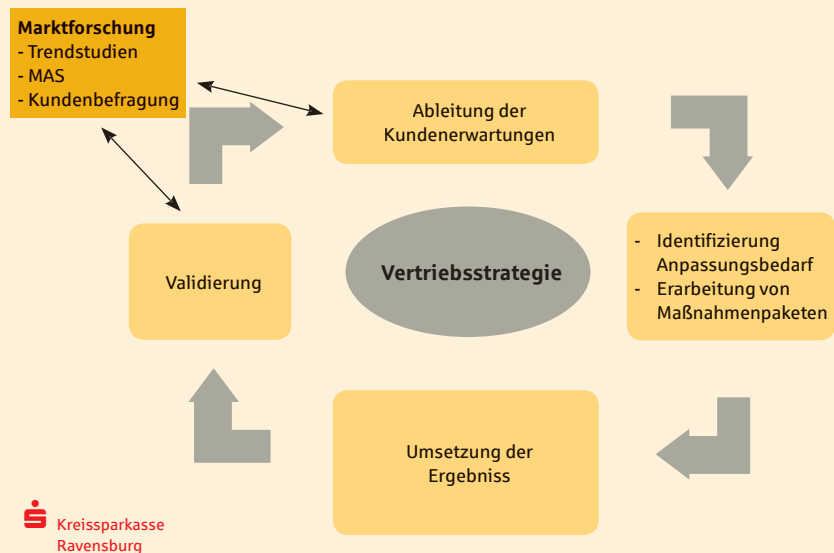 Marktforschung
- Trendstudien
- MAS
- Kundenbefragung
Ableitung der
Kundenerwartungen
- Identifizierung
Anpassungsbedarf
- Erarbeitung von
Maßnahmenpaketen
Vertriebsstrategie
Validierung
Umsetzung der
Ergebniss
Kreissparkasse
Ravensburg